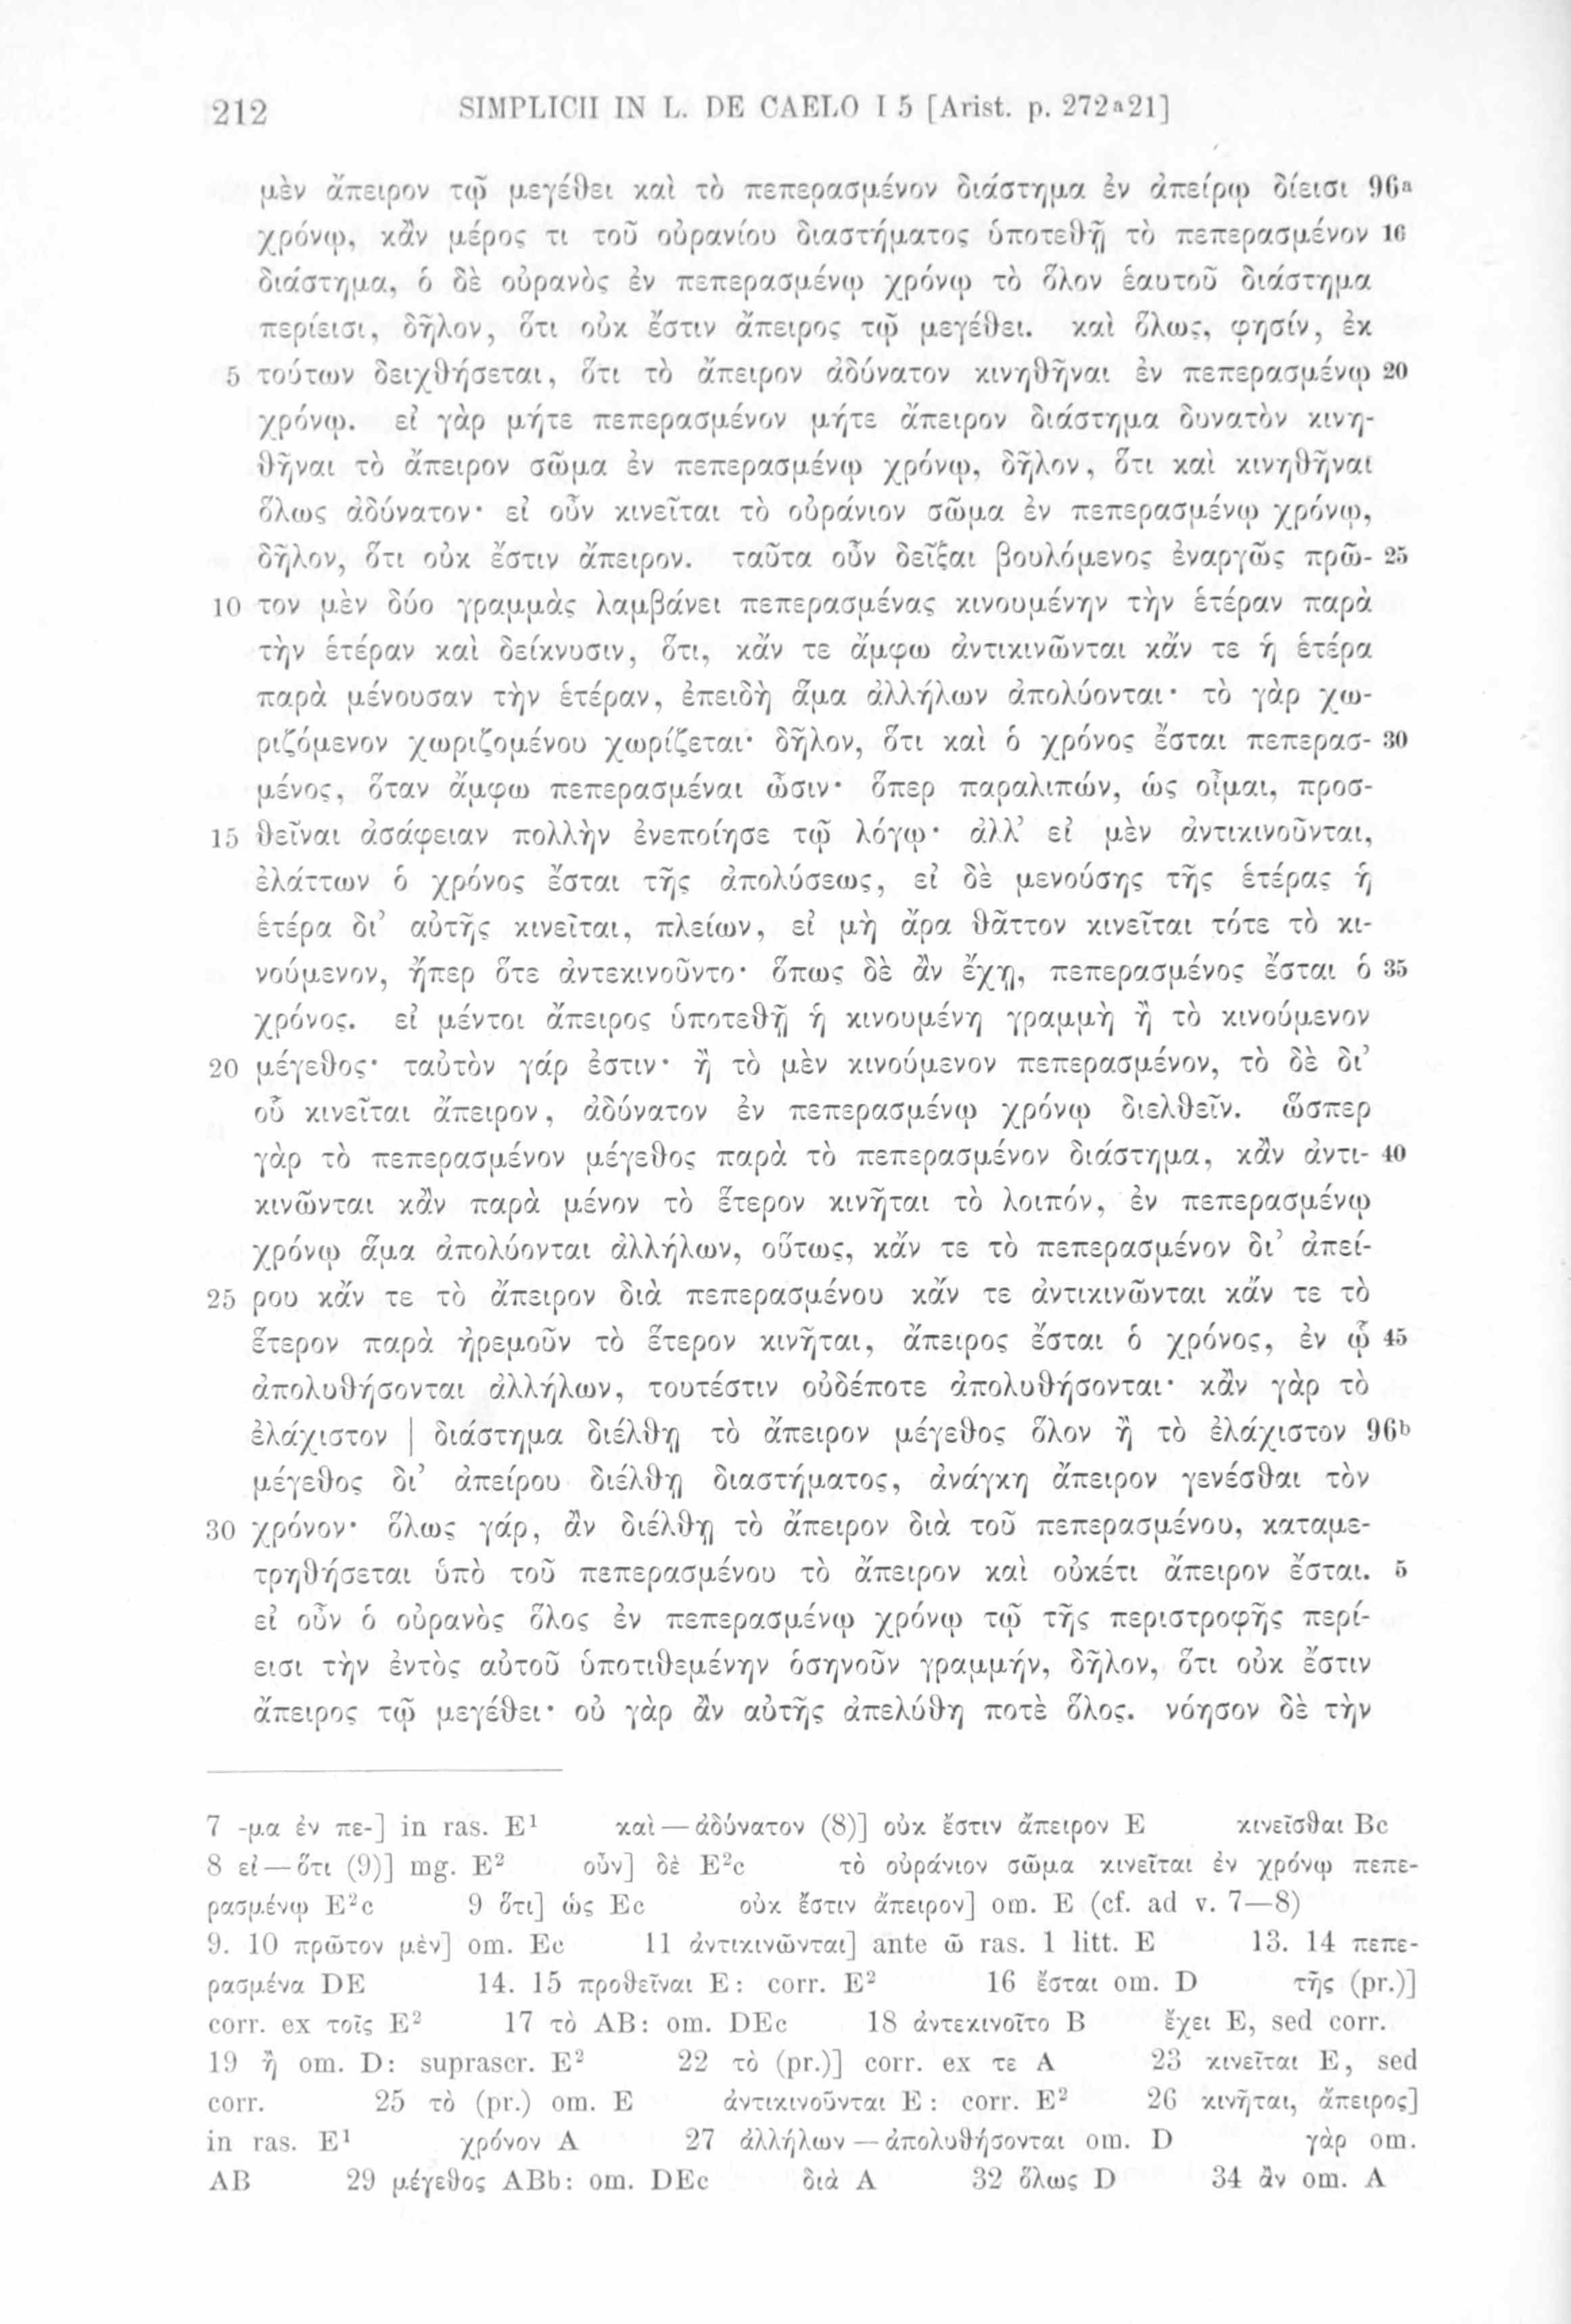 212 SIMPLICII IN L. DE CAELO I 5 [Arist. p. 272ᵃ21]
μὲν ἄπειρον τῷ μεγέθει καὶ τὸ πεπερασμένον διάστημα ἐν ἀπείρῳ δίεισι 96ᵃ
χρόνῳ, κἂν μέρος τι τοῦ οὐρανίου διαστήματος ὑποτεθῇ τὸ πεπερασμένον 16
διάστημα, ὁ δὲ οὐρανὸς ἐν πεπερασμένῳ χρόνῳ τὸ ὅλον ἑαυτοῦ διάστημα
περίεισι, δῆλον, ὅτι οὐκ ἔστιν ἄπειρος τῷ μεγέθει. καὶ ὅλως, φησίν, ἐκ
5 τούτων δειχθήσεται, ὅτι τὸ ἄπειρον ἀδύνατον κινηθῆναι ἐν πεπερασμένῳ 20
χρόνῳ. εἰ γὰρ μήτε πεπερασμένον μήτε ἄπειρον διάστημα δυνατὸν κινη-
θῆναι τὸ ἄπειρον σῶμα ἐν πεπερασμένῳ χρόνῳ, δῆλον, ὅτι καὶ κινηθῆναι
ὅλως ἀδύνατον· εἰ οὖν κινεῖται τὸ οὐράνιον σῶμα ἐν πεπερασμένῳ χρόνῳ,
δῆλον, ὅτι οὐκ ἔστιν ἄπειρον. ταῦτα οὖν δεῖξαι βουλόμενος ἐναργῶς πρῶ- 25
10 τον μὲν δύο γραμμὰς λαμβάνει πεπερασμένας κινουμένην τὴν ἑτέραν παρὰ
τὴν ἑτέραν καὶ δείκνυσιν, ὅτι, κἄν τε ἄμφω ἀντικινῶνται κἄν τε ἡ ἑτέρα
παρὰ μένουσαν τὴν ἑτέραν, ἐπειδὴ ἅμα ἀλλήλων ἀπολύονται· τὸ γὰρ χω-
ριζόμενον χωριζομένου χωρίζεται· δῆλον, ὅτι καὶ ὁ χρόνος ἔσται πεπερασ- 30
μένος, ὅταν ἄμφω πεπερασμέναι ὦσιν· ὅπερ παραλιπών, ὡς οἶμαι, προσ-
15 θεῖναι ἀσάφειαν πολλὴν ἐνεποίησε τῷ λόγῳ· ἀλλ’ εἰ μὲν ἀντικινοῦνται,
ἐλάττων ὁ χρόνος ἔσται τῆς ἀπολύσεως, εἰ δὲ μενούσης τῆς ἑτέρας ἡ
ἑτέρα δι’ αὐτῆς κινεῖται, πλείων, εἰ μὴ ἄρα θᾶττον κινεῖται τότε τὸ κι-
νούμενον, ἤπερ ὅτε ἀντεκινοῦντο· ὅπως δὲ ἂν ἔχῃ, πεπερασμένος ἔσται ὁ 35
χρόνος. εἰ μέντοι ἄπειρος ὑποτεθῇ ἡ κινουμένη γραμμὴ ἢ τὸ κινούμενον
20 μέγεθος· ταὐτὸν γάρ ἐστιν· ἢ τὸ μὲν κινούμενον πεπερασμένον, τὸ δὲ δι’
οὗ κινεῖται ἄπειρον, ἀδύνατον ἐν πεπερασμένῳ χρόνῳ διελθεῖν. ὥσπερ
γὰρ τὸ πεπερασμένον μέγεθος παρὰ τὸ πεπερασμένον διάστημα, κἂν ἀντι- 40
κινῶνται κἂν παρὰ μένον τὸ ἕτερον κινῆται τὸ λοιπόν, ἐν πεπερασμένῳ
χρόνῳ ἅμα ἀπολύονται ἀλλήλων, οὕτως, κἄν τε τὸ πεπερασμένον δι’ ἀπεί-
25 ρου κἄν τε τὸ ἄπειρον διὰ πεπερασμένου κἄν τε ἀντικινῶνται κἄν τε τὸ
ἕτερον παρὰ ἠρεμοῦν τὸ ἕτερον κινῆται, ἄπειρος ἔσται ὁ χρόνος, ἐν ᾧ 45
ἀπολυθήσονται ἀλλήλων, τουτέστιν οὐδέποτε ἀπολυθήσονται· κἂν γὰρ τὸ
ἐλάχιστον | διάστημα διέλθῃ τὸ ἄπειρον μέγεθος ὅλον ἢ τὸ ἐλάχιστον 96ᵇ
μέγεθος δι’ ἀπείρου διέλθῃ διαστήματος, ἀνάγκη ἄπειρον γενέσθαι τὸν
30 χρόνον· ὅλως γάρ, ἂν διέλθῃ τὸ ἄπειρον διὰ τοῦ πεπερασμένου, καταμε-
τρηθήσεται ὑπὸ τοῦ πεπερασμένου τὸ ἄπειρον καὶ οὐκέτι ἄπειρον ἔσται. 5
εἰ οὖν ὁ οὐρανὸς ὅλος ἐν πεπερασμένῳ χρόνῳ τῷ τῆς περιστροφῆς περί-
εισι τὴν ἐντὸς αὐτοῦ ὑποτιθεμένην ὁσηνοῦν γραμμήν, δῆλον, ὅτι οὐκ ἔστιν
ἄπειρος τῷ μεγέθει· οὐ γὰρ ἂν αὐτῆς ἀπελύθη ποτὲ ὅλος. νόησον δὲ τὴν
7 -μα ἐν πε-] in ras. E¹ καὶ—ἀδύνατον (8)] οὐκ ἔστιν ἄπειρον E κινεῖσθαι Bc
8 εἰ—ὅτι (9)] mg. E² οὖν] δὲ E²c τὸ οὐράνιον σῶμα κινεῖται ἐν χρόνῳ πεπε-
ρασμένῳ E²c 9 ὅτι] ὡς Ec οὐκ ἔστιν ἄπειρον] om. E (cf. ad v. 7—8)
9. 10 πρῶτον μὲν] om. Ec 11 ἀντικινῶνται] ante ῶ ras. 1 litt. E 13. 14 πεπε-
ρασμένα DE 14. 15 προθεῖναι E: corr. E² 16 ἔσται om. D τῆς (pr.)]
corr. ex τοῖς E² 17 τὸ AB: om. DEc 18 ἀντεκινοῖτο B ἔχει E, sed corr.
19 ἢ om. D: suprascr. E² 22 τὸ (pr.)] corr. ex τε A 23 κινεῖται E, sed
corr. 25 τὸ (pr.) om. E ἀντικινοῦνται E: corr. E² 26 κινῆται, ἄπειρος]
in ras. E¹ χρόνον A 27 ἀλλήλων—ἀπολυθήσονται om. D γὰρ om.
AB 29 μέγεθος ABb: om. DEc διὰ A 32 ὅλως D 34 ἂν om. A